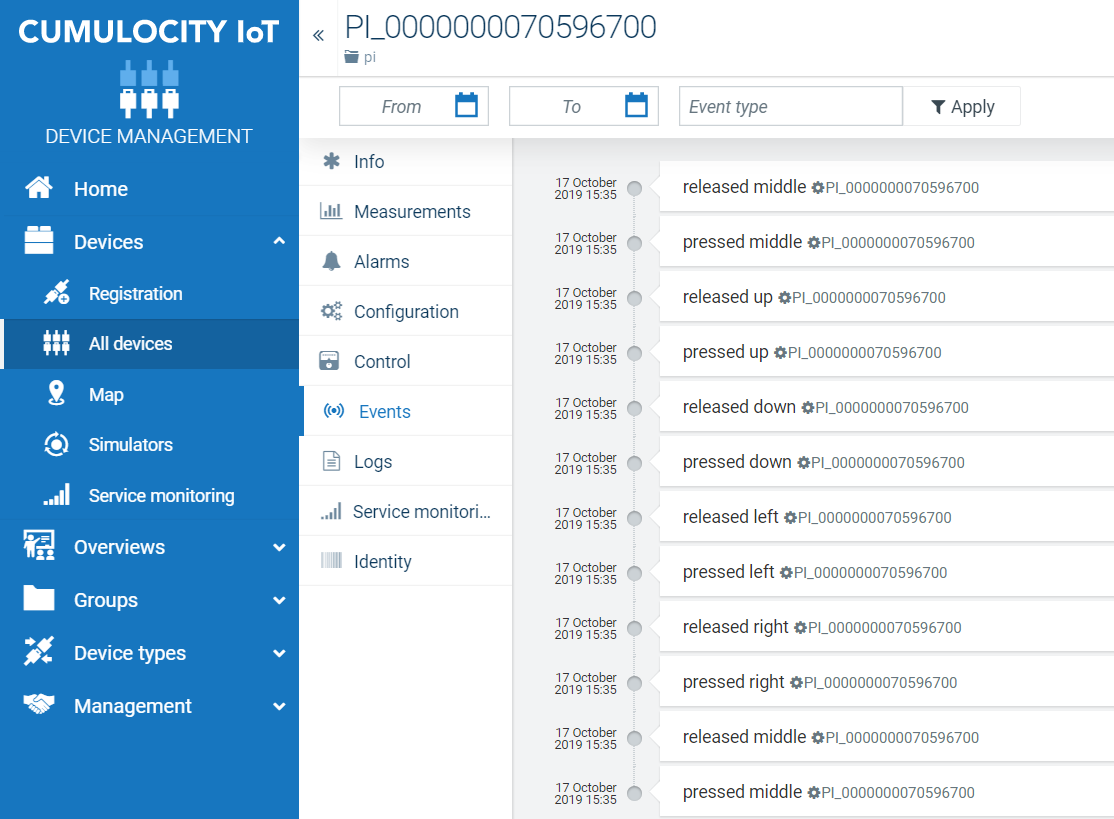 CUMULOCITY IoT
DEVICE MANAGEMENT
Home
Devices
Registration
All devices
Map
Simulators
Service monitoring
Overviews
Groups
Device types
Management
«
PI_0000000070596700
pi
From
To
Event type
Apply
Info
Measurements
Alarms
Configuration
Control
Events
Logs
Service monitori...
Identity
17 October
2019 15:35
released middle PI_0000000070596700
17 October
2019 15:35
pressed middle PI_0000000070596700
17 October
2019 15:35
released up PI_0000000070596700
17 October
2019 15:35
pressed up PI_0000000070596700
17 October
2019 15:35
released down PI_0000000070596700
17 October
2019 15:35
pressed down PI_0000000070596700
17 October
2019 15:35
released left PI_0000000070596700
17 October
2019 15:35
pressed left PI_0000000070596700
17 October
2019 15:35
released right PI_0000000070596700
17 October
2019 15:35
pressed right PI_0000000070596700
17 October
2019 15:35
released middle PI_0000000070596700
17 October
2019 15:35
pressed middle PI_0000000070596700